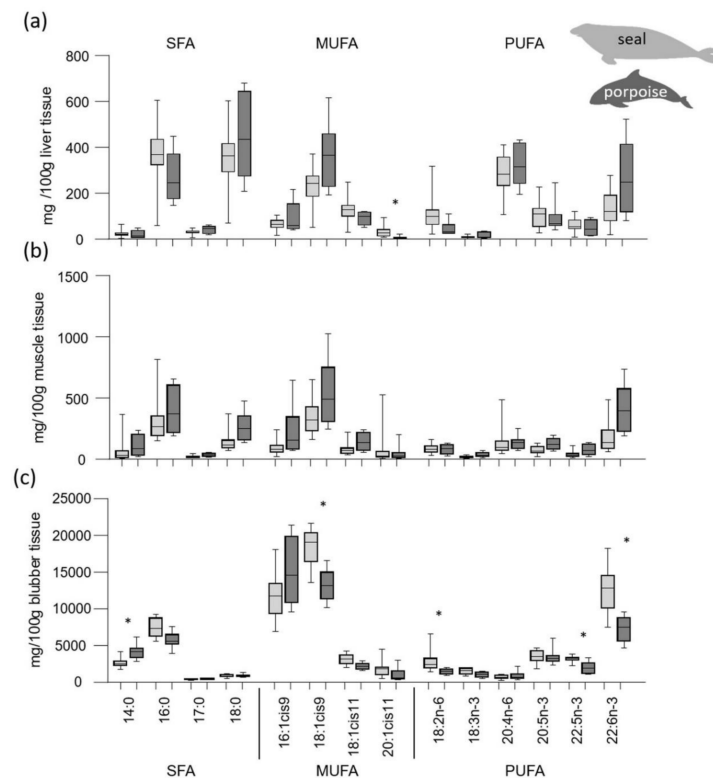 (a)
SFA MUFA PUFA
seal
porpoise
mg /100g liver tissue
800
600
400
200
0
*
(b)
mg/100g muscle tissue
1500
1000
500
0
(c)
mg/100g blubber tissue
25000
20000
15000
10000
5000
0
* * * * *
14:0 16:0 17:0 18:0 16:1cis9 18:1cis9 18:1cis11 20:1cis11 18:2n-6 18:3n-3 20:4n-6 20:5n-3 22:5n-3 22:6n-3
SFA MUFA PUFA